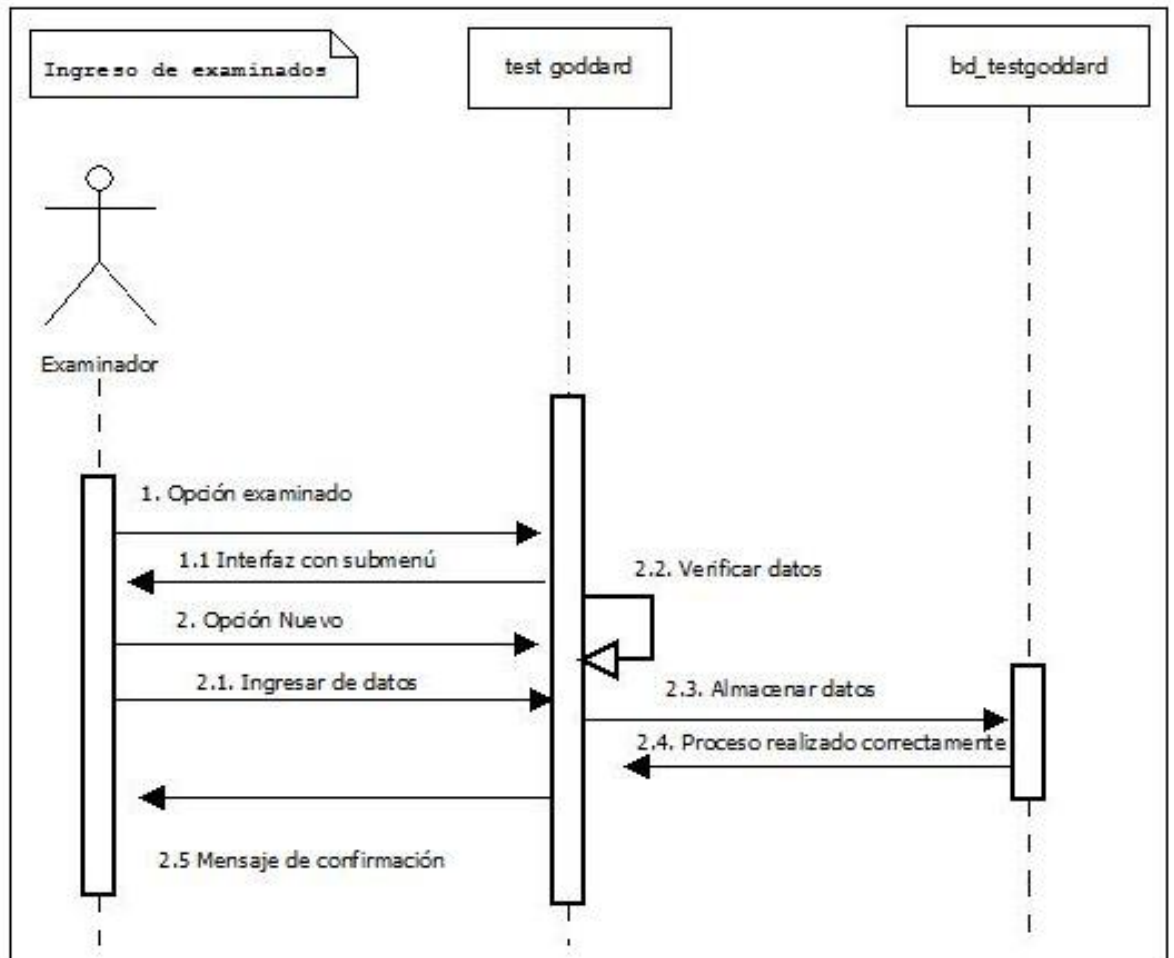 Ingreso de examinados
test goddard
bd_testgoddard
Examinador
1. Opción examinado
1.1 Interfaz con submenú
2.2. Verificar datos
2. Opción Nuevo
2.1. Ingresar de datos
2.3. Almacenar datos
2.4. Proceso realizado correctamente
2.5 Mensaje de confirmación